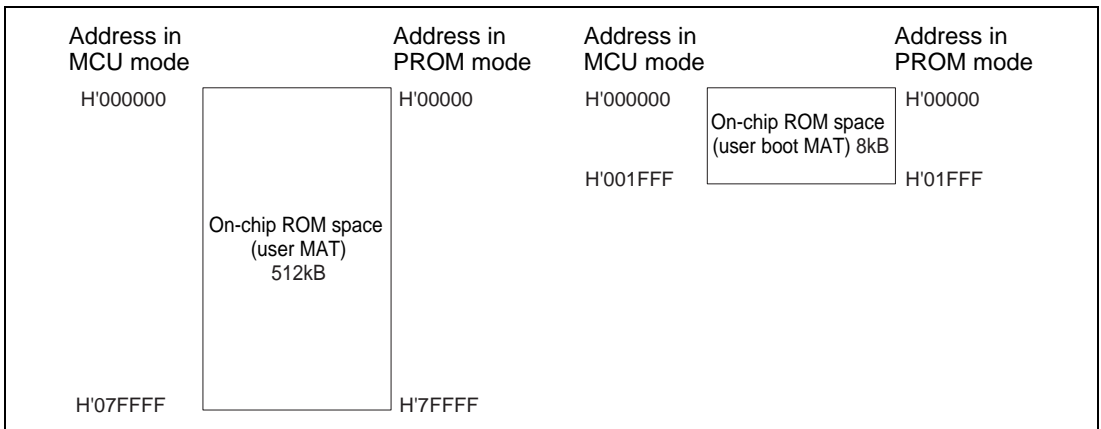 Address in
MCU mode
Address in
PROM mode
H'000000
H'00000
On-chip ROM space
(user MAT)
512kB
H'07FFFF
H'7FFFF
Address in
MCU mode
Address in
PROM mode
H'000000
H'00000
On-chip ROM space
(user boot MAT) 8kB
H'001FFF
H'01FFF